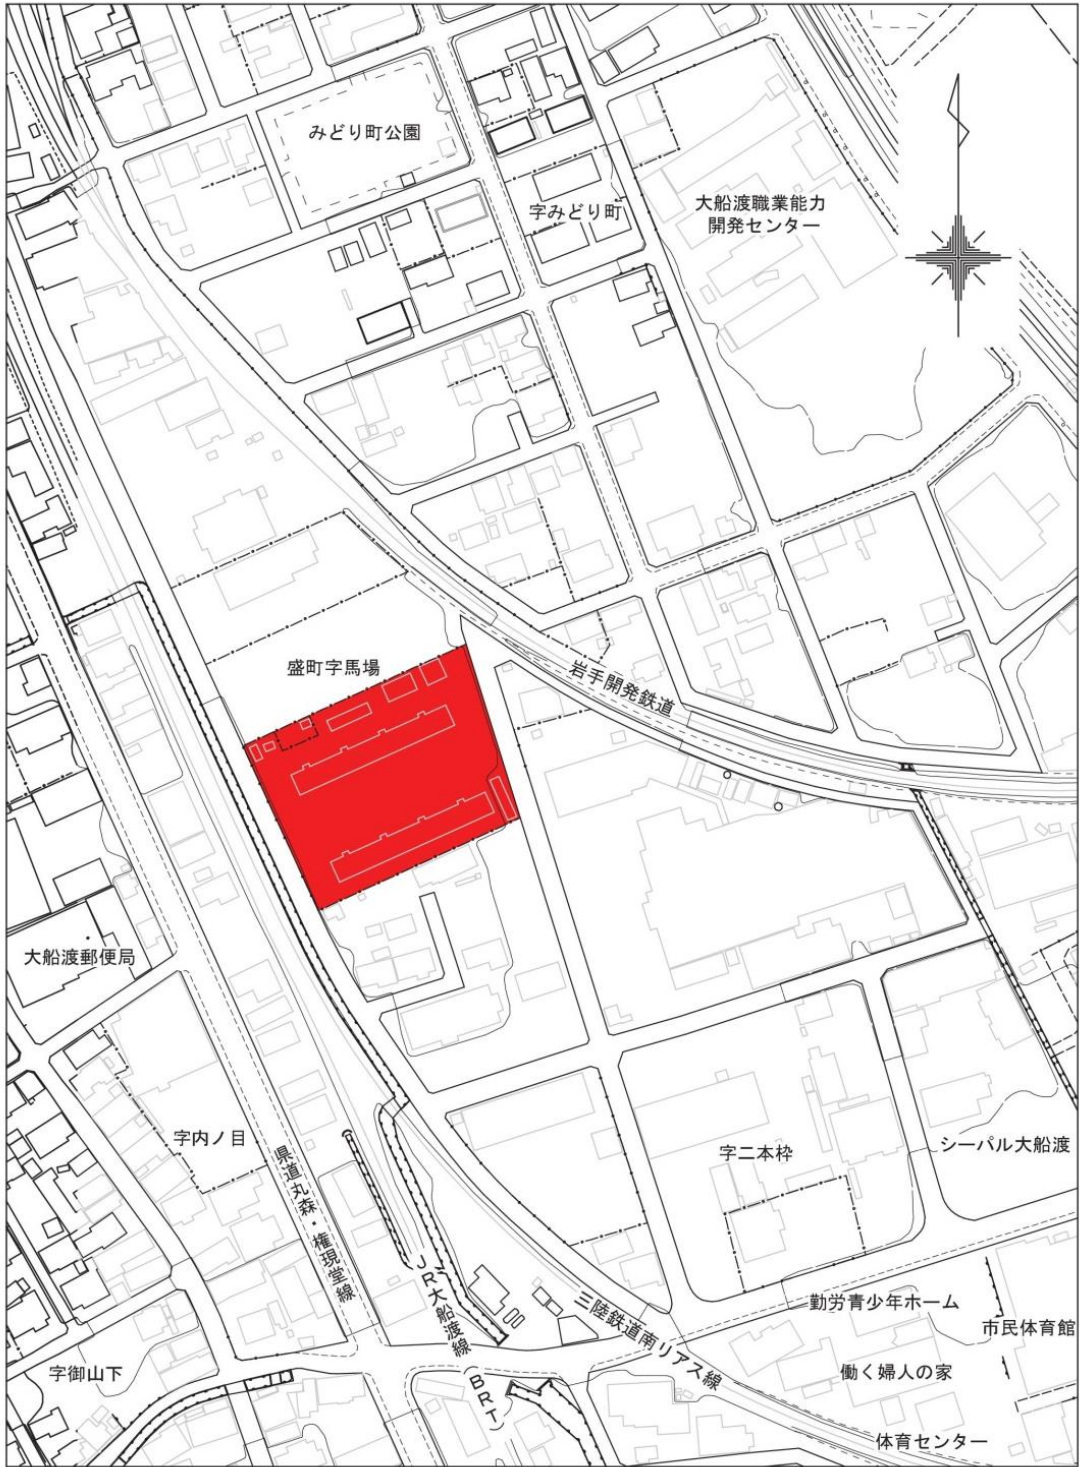 みどり町公園
字みどり町
大船渡職業能力
開発センター
盛町字馬場
岩手開発鉄道
大船渡郵便局
字内ノ目
県道丸森・権現堂線
字二本枠
シーパル大船渡
JR大船渡線
(BRT)
三陸鉄道南リアス線
勤労青少年ホーム
市民体育館
字御山下
働く婦人の家
体育センター